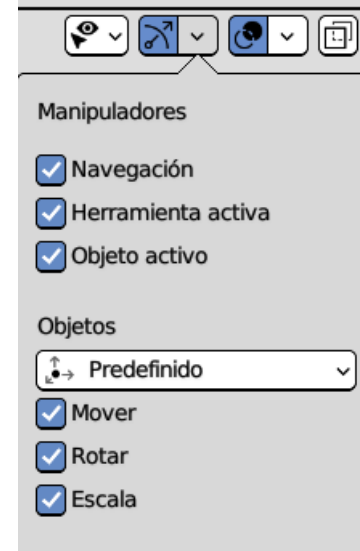 Manipuladores
Navegación
Herramienta activa
Objeto activo
Objetos
Predefinido
Mover
Rotar
Escala